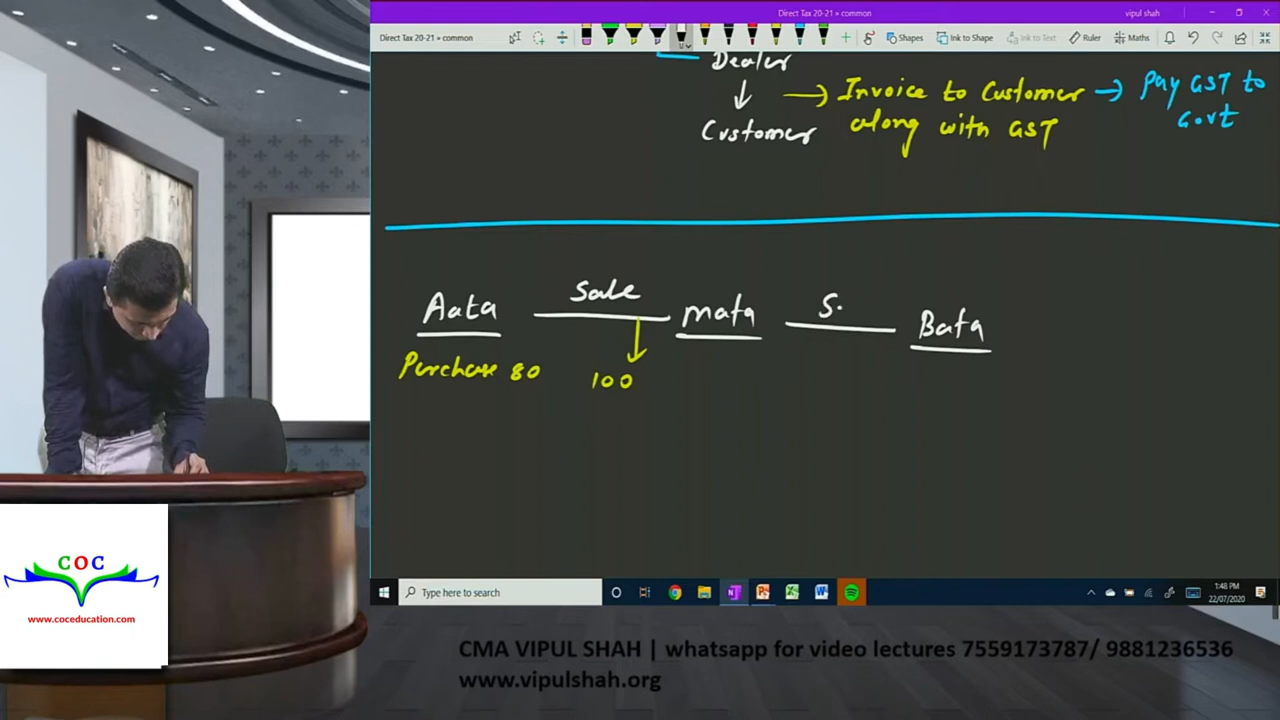 Direct Tax 20-21 > common
vipul shah
Direct Tax 20-21 > common
Shapes
Ink to Shape
Ink to Text
Ruler
Maths
Dealer
↓
Customer
→ Invoice to Customer
along with GST
→ Pay GST to
Govt
Aata
Sale
mata
S.
Bata
Purchase 80
100
COC
www.coceducation.com
Type here to search
1:48 PM
22/07/2020
CMA VIPUL SHAH | whatsapp for video lectures 7559173787/ 9881236536
www.vipulshah.org